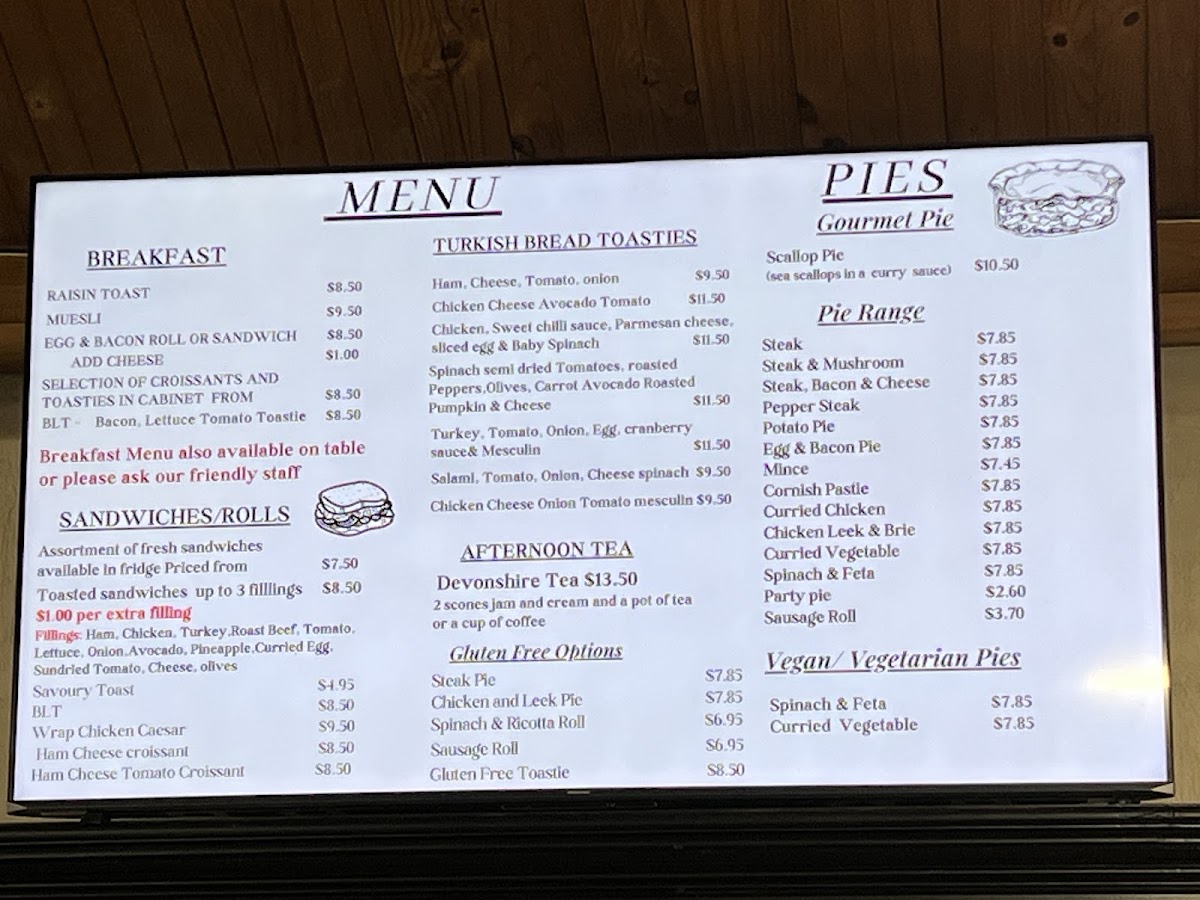 MENU
BREAKFAST
RAISIN TOAST $8.50
MUESLI $9.50
EGG & BACON ROLL OR SANDWICH $8.50
ADD CHEESE $1.00
SELECTION OF CROISSANTS AND
TOASTIES IN CABINET FROM $8.50
BLT - Bacon, Lettuce Tomato Toastie $8.50
Breakfast Menu also available on table
or please ask our friendly staff
SANDWICHES/ROLLS
Assortment of fresh sandwiches
available in fridge Priced from $7.50
Toasted sandwiches up to 3 filllings $8.50
$1.00 per extra filling
Fillings: Ham, Chicken, Turkey,Roast Beef, Tomato,
Lettuce, Onion,Avocado, Pineapple,Curried Egg,
Sundried Tomato, Cheese, olives
Savoury Toast $4.95
BLT $8.50
Wrap Chicken Caesar $9.50
Ham Cheese croissant $8.50
Ham Cheese Tomato Croissant $8.50
TURKISH BREAD TOASTIES
Ham, Cheese, Tomato, onion $9.50
Chicken Cheese Avocado Tomato $11.50
Chicken, Sweet chilli sauce, Parmesan cheese,
sliced egg & Baby Spinach $11.50
Spinach semi dried Tomatoes, roasted
Peppers,Olives, Carrot Avocado Roasted
Pumpkin & Cheese $11.50
Turkey, Tomato, Onion, Egg, cranberry
sauce& Mesculin $11.50
Salami, Tomato, Onion, Cheese spinach $9.50
Chicken Cheese Onion Tomato mesculin $9.50
AFTERNOON TEA
Devonshire Tea $13.50
2 scones jam and cream and a pot of tea
or a cup of coffee
Gluten Free Options
Steak Pie $7.85
Chicken and Leek Pie $7.85
Spinach & Ricotta Roll $6.95
Sausage Roll $6.95
Gluten Free Toastie $8.50
PIES
Gourmet Pie
Scallop Pie
(sea scallops in a curry sauce) $10.50
Pie Range
Steak $7.85
Steak & Mushroom $7.85
Steak, Bacon & Cheese $7.85
Pepper Steak $7.85
Potato Pie $7.85
Egg & Bacon Pie $7.85
Mince $7.45
Cornish Pastie $7.85
Curried Chicken $7.85
Chicken Leek & Brie $7.85
Curried Vegetable $7.85
Spinach & Feta $7.85
Party pie $2.60
Sausage Roll $3.70
Vegan/ Vegetarian Pies
Spinach & Feta $7.85
Curried Vegetable $7.85